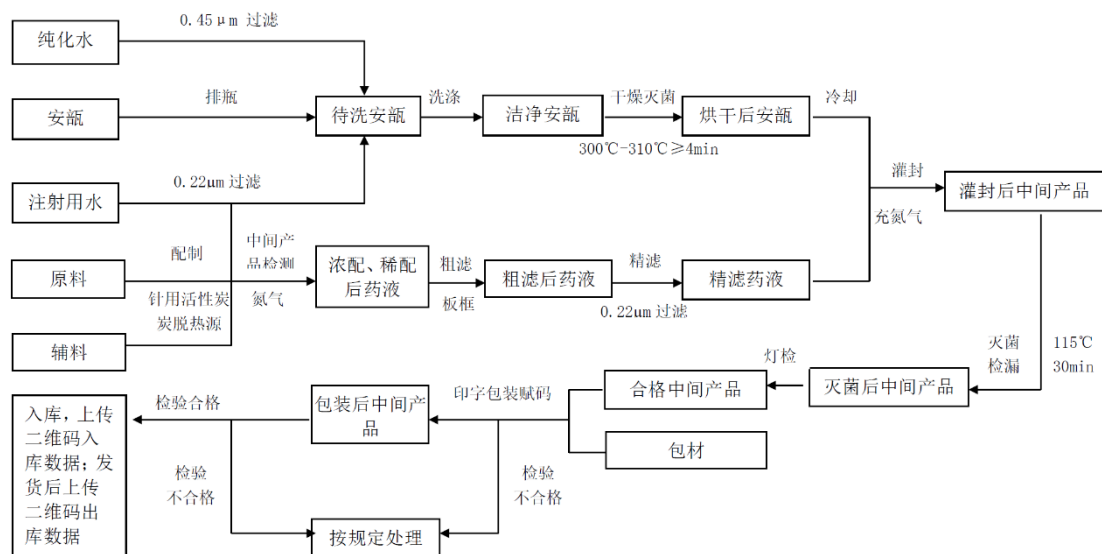 0.45μm 过滤
纯化水
安瓿
排瓶
待洗安瓿
洗涤
洁净安瓿
干燥灭菌
300℃-310℃≥4min
烘干后安瓿
冷却
注射用水
0.22μm 过滤
灌封
充氮气
灌封后中间产品
原料
配制
针用活性炭
炭脱热源
中间产
品检测
氮气
浓配、稀配
后药液
粗滤
板框
粗滤后药液
精滤
0.22μm 过滤
精滤药液
辅料
灭菌
检漏
115℃
30min
灭菌后中间产品
灯检
合格中间产品
包材
印字包装赋码
包装后中间产
品
检验合格
入库，上传
二维码入
库数据；发
货后上传
二维码出
库数据
检验
不合格
检验
不合格
按规定处理